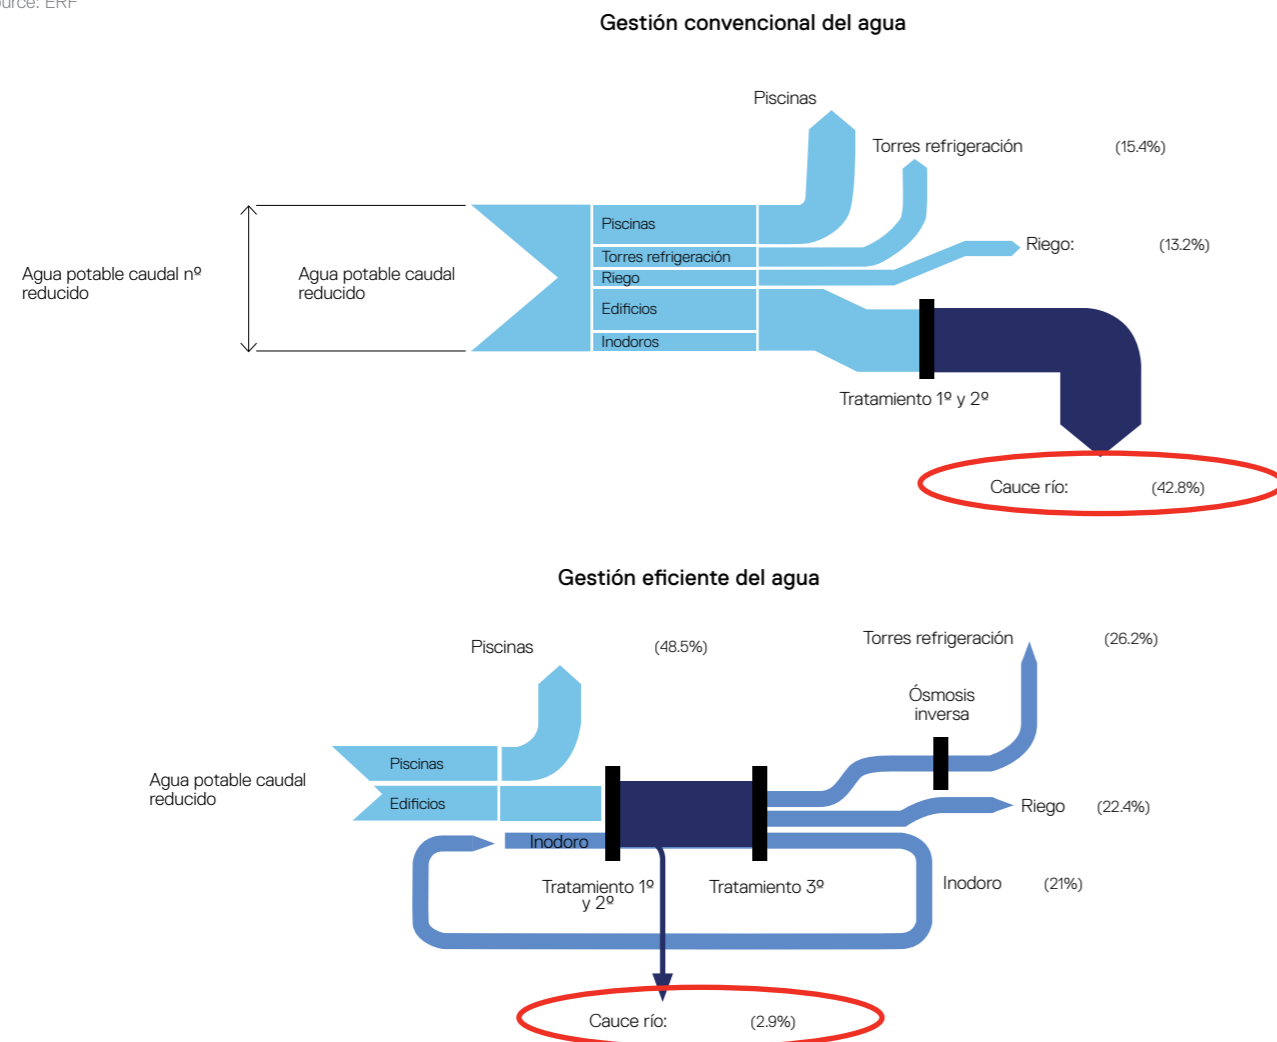 Source: ERF
Gestión convencional del agua
Piscinas
Torres refrigeración (15.4%)
Piscinas
Torres refrigeración
Riego
Edificios
Inodoros
Riego: (13.2%)
Agua potable caudal nº
reducido
Agua potable caudal
reducido
Tratamiento 1º y 2º
Cauce río: (42.8%)
Gestión eficiente del agua
Piscinas (48.5%)
Torres refrigeración (26.2%)
Ósmosis
inversa
Agua potable caudal
reducido
Piscinas
Edificios
Inodoro
Riego (22.4%)
Inodoro (21%)
Tratamiento 1º
y 2º
Tratamiento 3º
Cauce río: (2.9%)